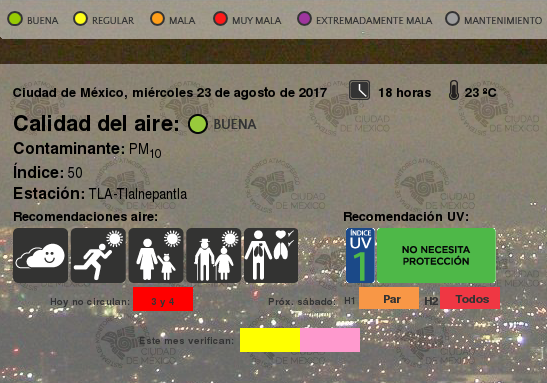 BUENA REGULAR MALA MUY MALA EXTREMADAMENTE MALA MANTENIMIENTO
Ciudad de México, miércoles 23 de agosto de 2017 18 horas 23 ºC
Calidad del aire: BUENA
Contaminante: PM10
Índice: 50
Estación: TLA-Tlalnepantla
Recomendaciones aire:
Recomendación UV:
ÍNDICE
UV
1
NO NECESITA
PROTECCIÓN
Hoy no circulan: 3 y 4 Próx. sábado: H1 Par H2 Todos
Este mes verifican:
CIUDAD
DE MÉXICO